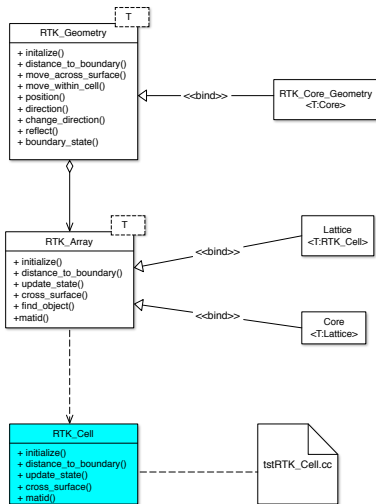 T
RTK_Geometry
+ initalize()
+ distance_to_boundary()
+ move_across_surface()
+ move_within_cell()
+ position()
+ direction()
+ change_direction()
+ reflect()
+ boundary_state()
<<bind>>
RTK_Core_Geometry
<T:Core>
T
RTK_Array
+ initialize()
+ distance_to_boundary()
+ update_state()
+ cross_surface()
+ find_object()
+matid()
<<bind>>
Lattice
<T:RTK_Cell>
<<bind>>
Core
<T:Lattice>
RTK_Cell
+ initialize()
+ distance_to_boundary()
+ update_state()
+ cross_surface()
+ matid()
tstRTK_Cell.cc